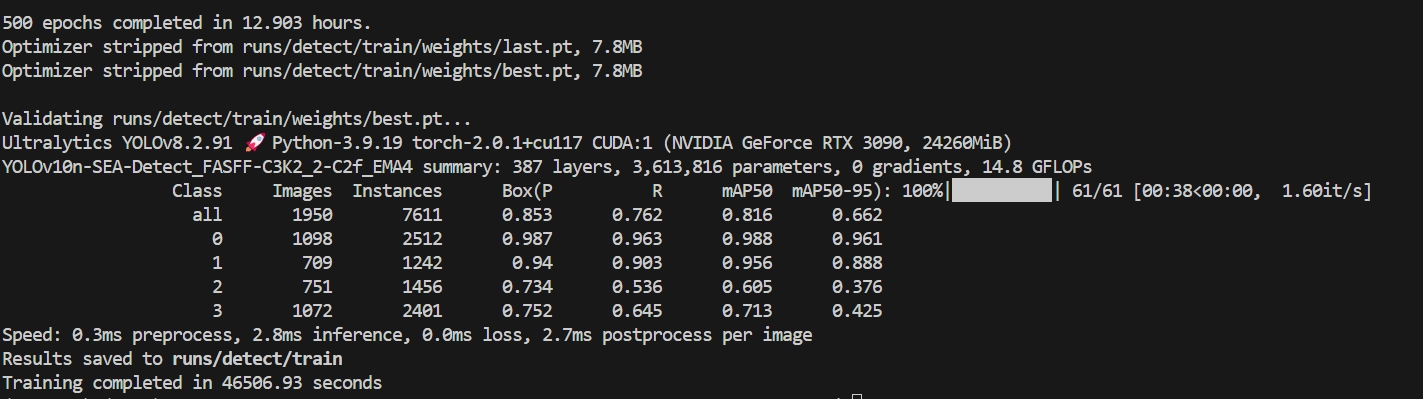 500 epochs completed in 12.903 hours.
Optimizer stripped from runs/detect/train/weights/last.pt, 7.8MB
Optimizer stripped from runs/detect/train/weights/best.pt, 7.8MB
Validating runs/detect/train/weights/best.pt...
Ultralytics YOLOv8.2.91 🚀 Python-3.9.19 torch-2.0.1+cu117 CUDA:1 (NVIDIA GeForce RTX 3090, 24260MiB)
YOLOv10n-SEA-Detect_FASFF-C3K2_2-C2f_EMA4 summary: 387 layers, 3,613,816 parameters, 0 gradients, 14.8 GFLOPs
Class Images Instances Box(P R mAP50 mAP50-95): 100%|██████████| 61/61 [00:38<00:00, 1.60it/s]
all 1950 7611 0.853 0.762 0.816 0.662
0 1098 2512 0.987 0.963 0.988 0.961
1 709 1242 0.94 0.903 0.956 0.888
2 751 1456 0.734 0.536 0.605 0.376
3 1072 2401 0.752 0.645 0.713 0.425
Speed: 0.3ms preprocess, 2.8ms inference, 0.0ms loss, 2.7ms postprocess per image
Results saved to runs/detect/train
Training completed in 46506.93 seconds